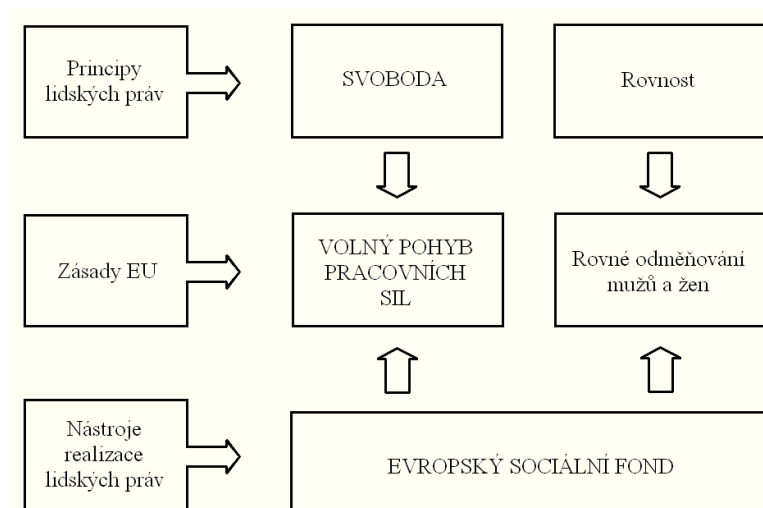 Principy
lidských práv
SVOBODA
Rovnost
Zásady EU
VOLNÝ POHYB
PRACOVNÍCH
SIL
Rovné odměňování
mužů a žen
Nástroje
realizace
lidských práv
EVROPSKÝ SOCIÁLNÍ FOND